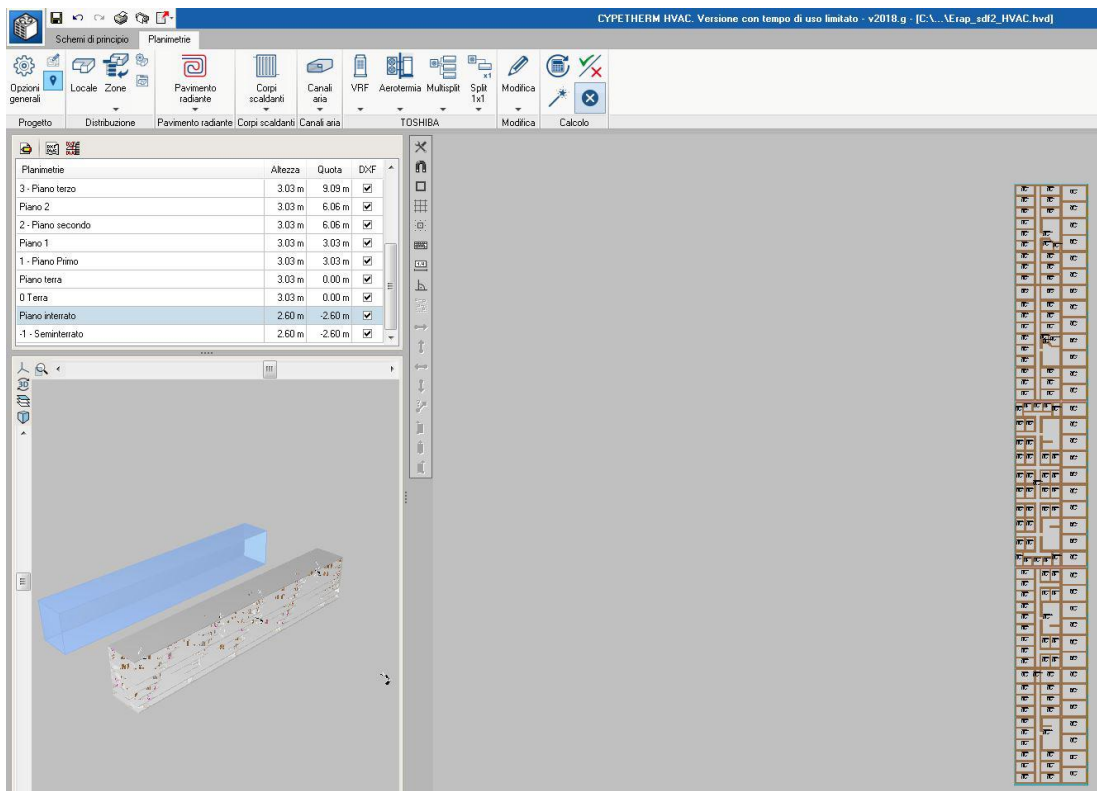 CYPETHERM HVAC. Versione con tempo di uso limitato - v2018.g - [C:\...\Erap_sdf2_HVAC.hvd]
Schemi di principio Planimetrie
Opzioni generali Locale Zone Pavimento radiante Corpi scaldanti Canali aria VRF Aerotermia Multisplit Split 1x1 Modifica
Progetto Distribuzione Pavimento radiante Corpi scaldanti Canali aria TOSHIBA Modifica Calcolo
Planimetrie Altezza Quota DXF
3 - Piano terzo 3.03 m 9.09 m
Piano 2 3.03 m 6.06 m
2 - Piano secondo 3.03 m 6.06 m
Piano 1 3.03 m 3.03 m
1 - Piano Primo 3.03 m 3.03 m
Piano terra 3.03 m 0.00 m
0 Terra 3.03 m 0.00 m
Piano interrato 2.60 m -2.60 m
-1 - Seminterrato 2.60 m -2.60 m
3D